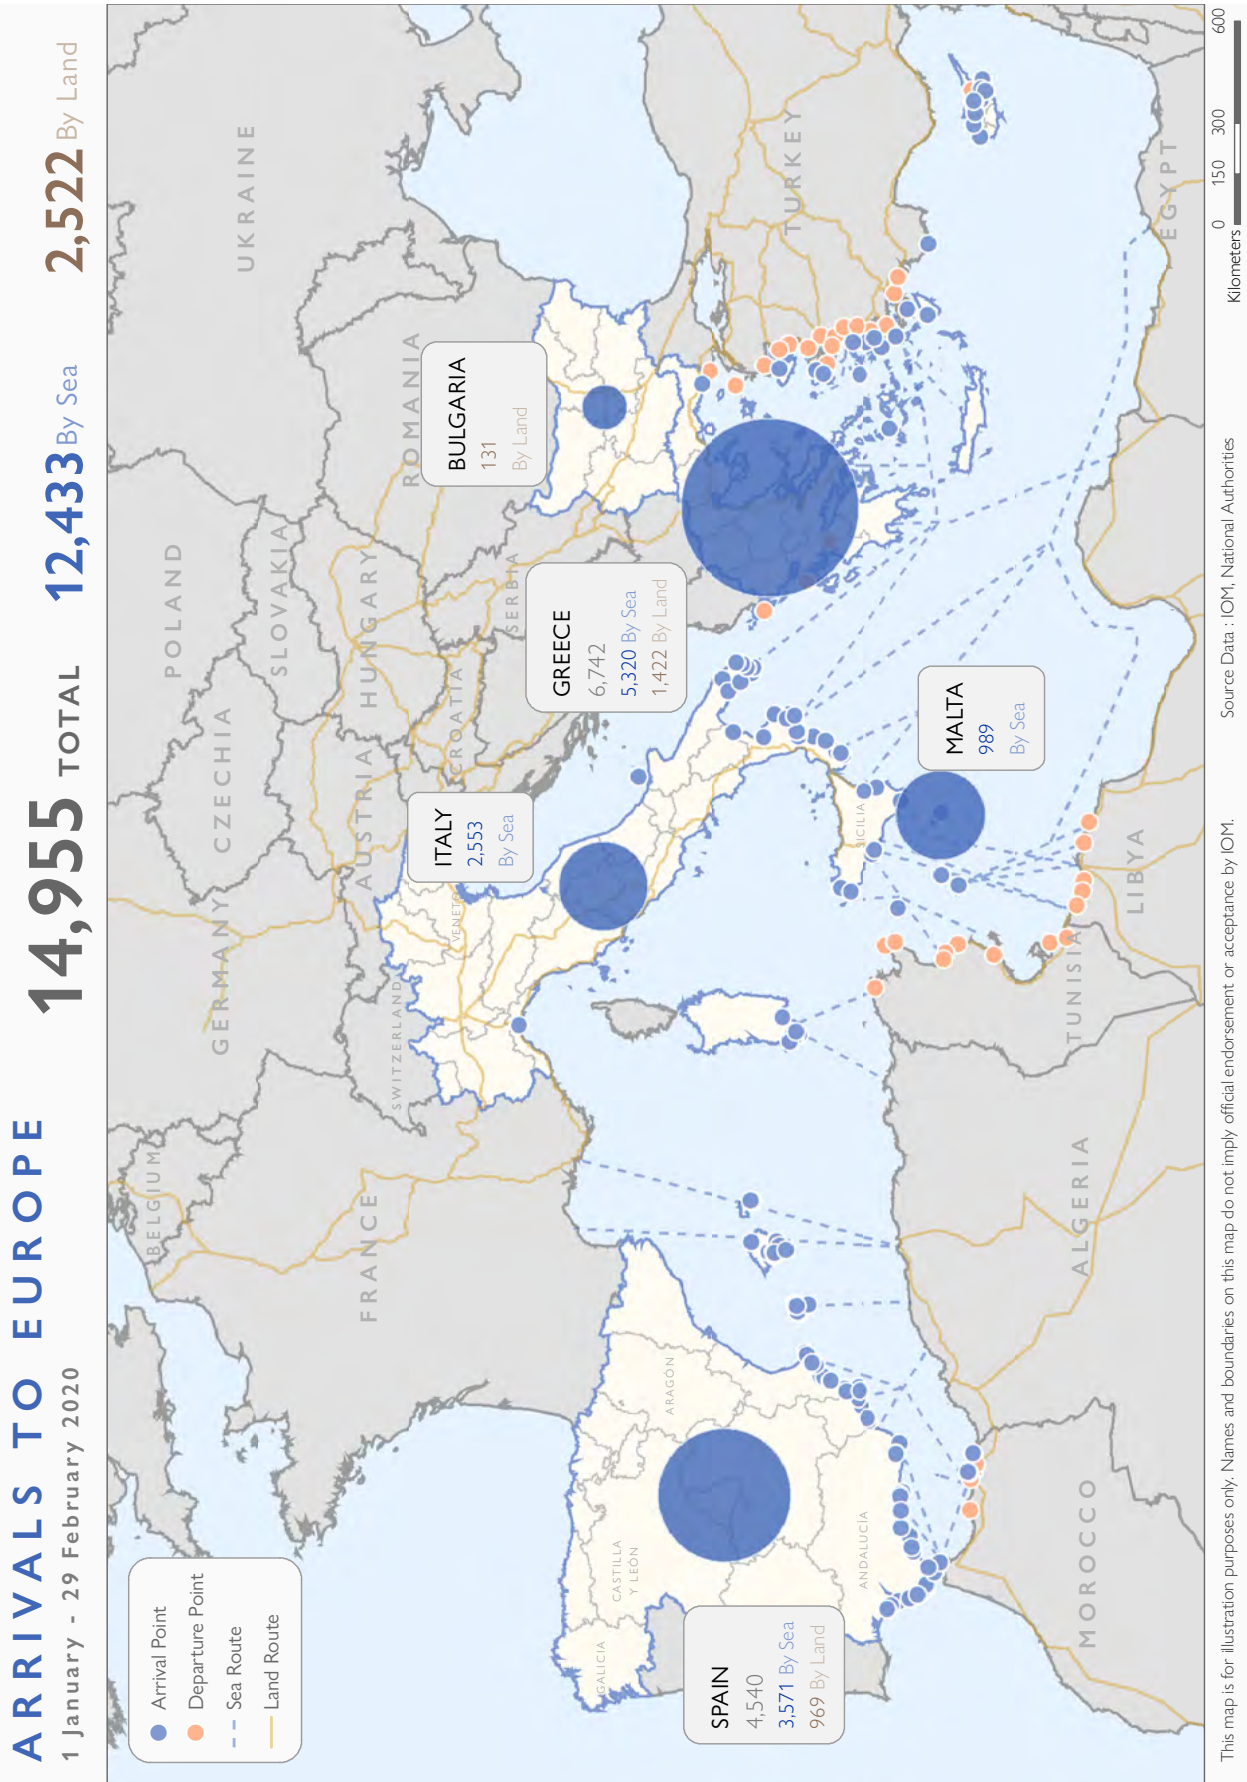 ARRIVALS TO EUROPE
1 January - 29 February 2020
14,955 TOTAL
12,433 By Sea
2,522 By Land
Arrival Point
Departure Point
Sea Route
Land Route
BELGIUM
GERMANY
CZECHIA
POLAND
SLOVAKIA
UKRAINE
FRANCE
SWITZERLAND
AUSTRIA
HUNGARY
ROMANIA
CROATIA
SERBIA
VENETO
ITALY
2,553
By Sea
BULGARIA
131
By Land
GREECE
6,742
5,320 By Sea
1,422 By Land
GALICIA
CASTILLA
Y LEÓN
ARAGÓN
ANDALUCÍA
SPAIN
4,540
3,571 By Sea
969 By Land
SICILIA
MALTA
989
By Sea
TURKEY
MOROCCO
ALGERIA
TUNISIA
LIBYA
EGYPT
This map is for illustration purposes only. Names and boundaries on this map do not imply official endorsement or acceptance by IOM.
Source Data : IOM, National Authorities
Kilometers
0 150 300 600